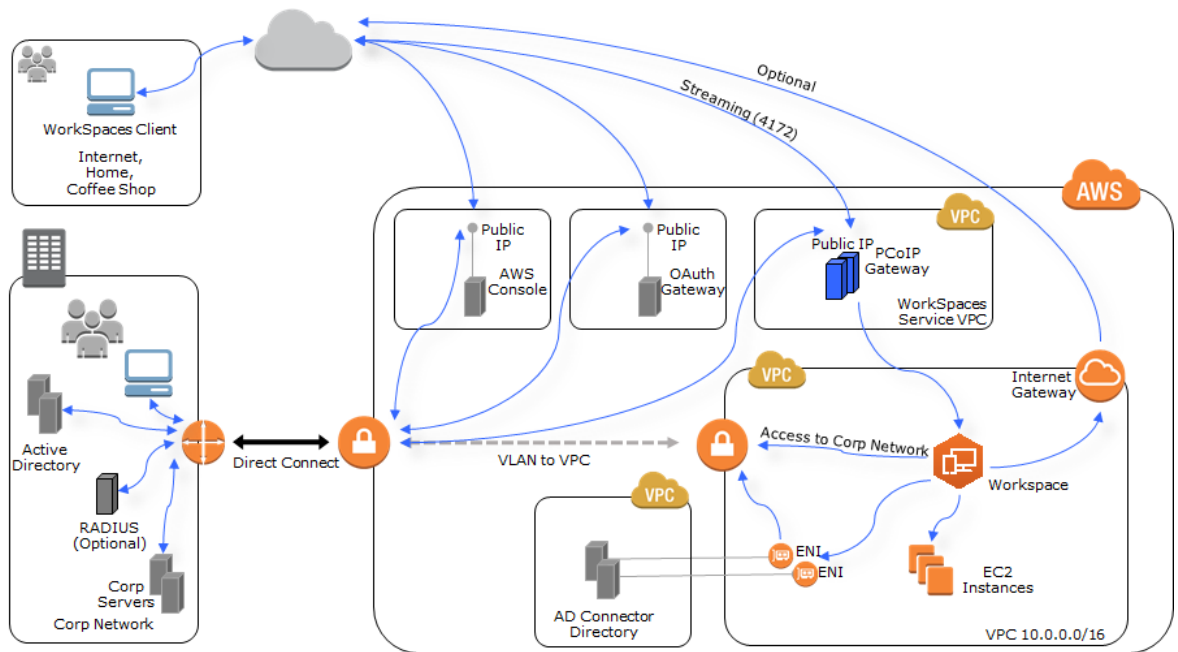 WorkSpaces Client
Internet,
Home,
Coffee Shop
Optional
Streaming (4172)
AWS
Public
IP
AWS
Console
Public
IP
OAuth
Gateway
VPC
Public IP
PCoIP
Gateway
WorkSpaces
Service VPC
Active
Directory
RADIUS
(Optional)
Corp
Servers
Corp Network
Direct Connect
VLAN to VPC
VPC
Internet
Gateway
Access to Corp Network
Workspace
ENI
ENI
EC2
Instances
VPC 10.0.0.0/16
VPC
AD Connector
Directory